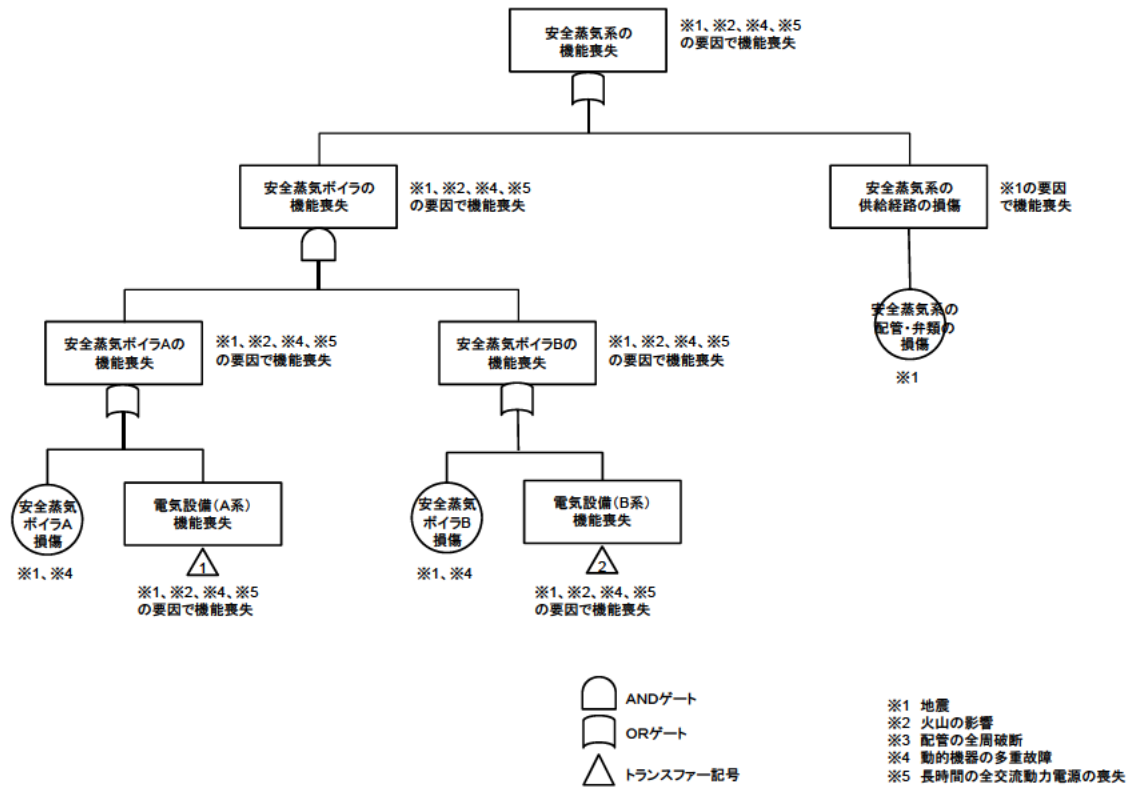 安全蒸気系の
機能喪失
※1、※2、※4、※5
の要因で機能喪失
安全蒸気ボイラの
機能喪失
※1、※2、※4、※5
の要因で機能喪失
安全蒸気系の
供給経路の損傷
※1の要因
で機能喪失
安全蒸気ボイラAの
機能喪失
※1、※2、※4、※5
の要因で機能喪失
安全蒸気ボイラBの
機能喪失
※1、※2、※4、※5
の要因で機能喪失
安全蒸気系の
配管・弁類の
損傷
※1
安全蒸気
ボイラA
損傷
※1、※4
電気設備(A系)
機能喪失
1
※1、※2、※4、※5
の要因で機能喪失
安全蒸気
ボイラB
損傷
※1、※4
電気設備(B系)
機能喪失
2
※1、※2、※4、※5
の要因で機能喪失
ANDゲート
ORゲート
トランスファー記号
※1 地震
※2 火山の影響
※3 配管の全周破断
※4 動的機器の多重故障
※5 長時間の全交流動力電源の喪失